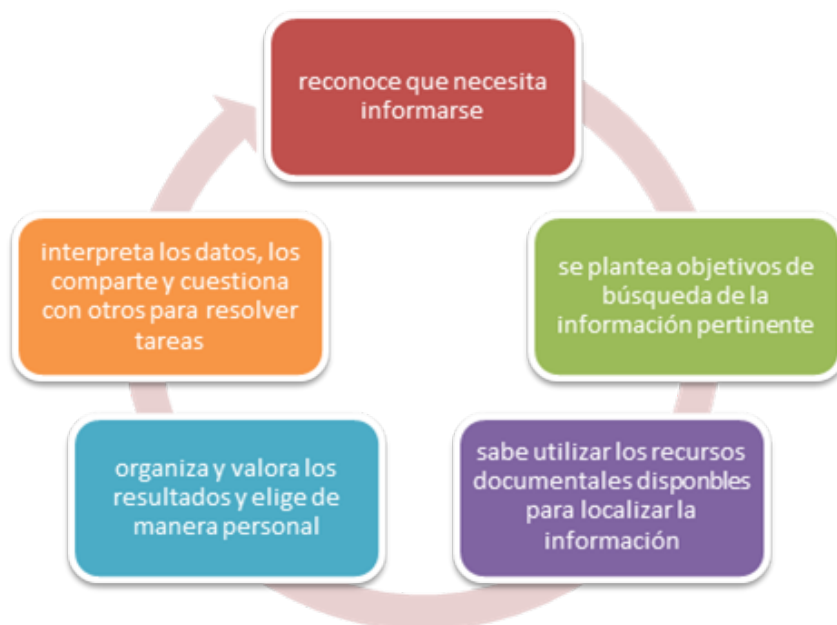 reconoce que necesita
informarse
se plantea objetivos de
búsqueda de la
información pertinente
sabe utilizar los recursos
documentales disponbles
para localizar la
información
organiza y valora los
resultados y elige de
manera personal
interpreta los datos, los
comparte y cuestiona
con otros para resolver
tareas